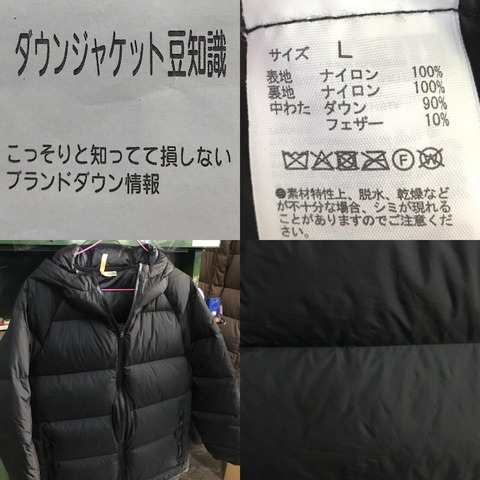 ダウンジャケット豆知識
こっそりと知ってて損しない
ブランドダウン情報
サイズ L
表地 ナイロン 100%
裏地 ナイロン 100%
中わた ダウン 90%
フェザー 10%
●素材特性上、脱水、乾燥など
が不十分な場合、シミが現れる
ことがありますのでご注意くだ
さい。